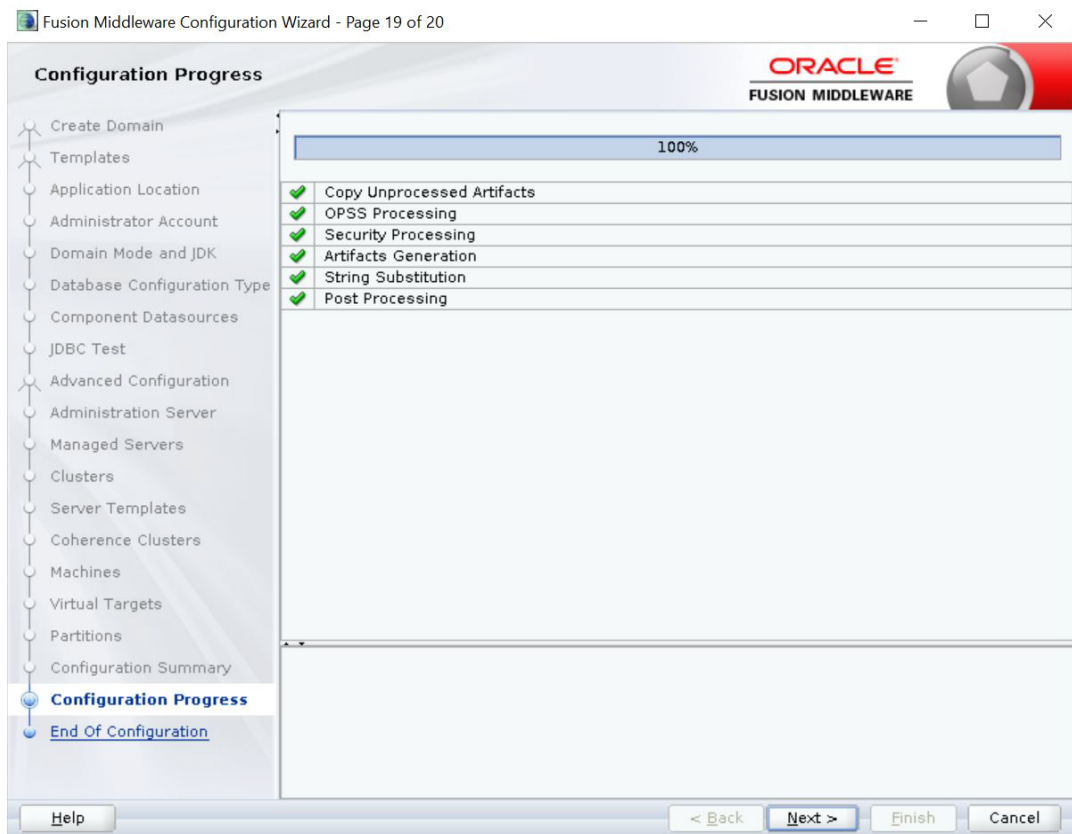 Fusion Middleware Configuration Wizard - Page 19 of 20
Configuration Progress
ORACLE
FUSION MIDDLEWARE
Create Domain
Templates
Application Location
Administrator Account
Domain Mode and JDK
Database Configuration Type
Component Datasources
JDBC Test
Advanced Configuration
Administration Server
Managed Servers
Clusters
Server Templates
Coherence Clusters
Machines
Virtual Targets
Partitions
Configuration Summary
Configuration Progress
End Of Configuration
100%
Copy Unprocessed Artifacts
OPSS Processing
Security Processing
Artifacts Generation
String Substitution
Post Processing
Help
< Back
Next >
Finish
Cancel